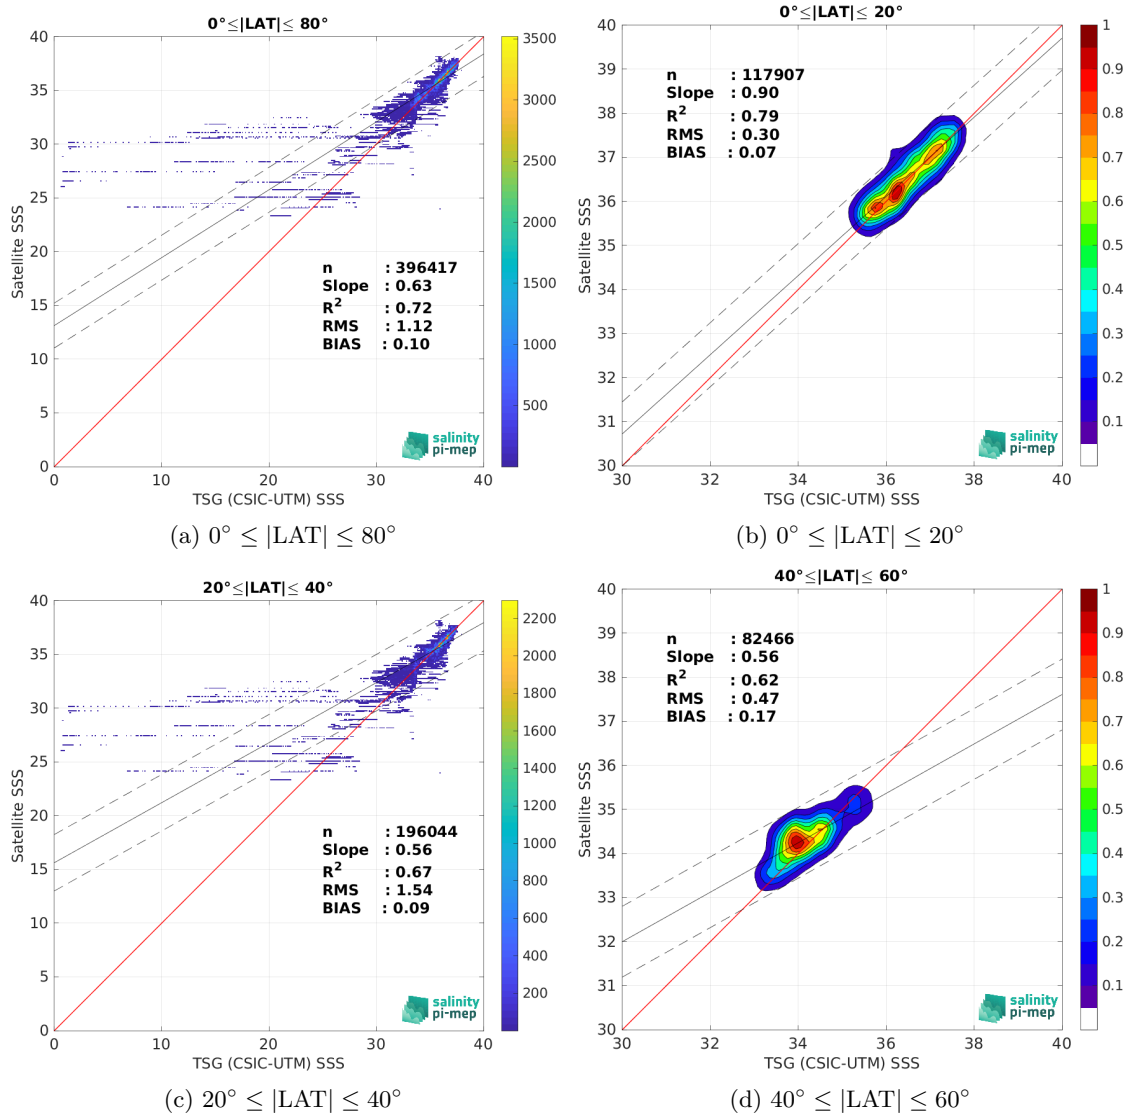 0°≤|LAT|≤ 80°
40
35
30
25
20
15
10
5
0
0
10
20
30
40
Satellite SSS
TSG (CSIC-UTM) SSS
n : 396417
Slope : 0.63
R2 : 0.72
RMS : 1.12
BIAS : 0.10
salinity
pi-mep
3500
3000
2500
2000
1500
1000
500
(a) 0° ≤ |LAT| ≤ 80°
0°≤|LAT|≤ 20°
40
39
38
37
36
35
34
33
32
31
30
30
32
34
36
38
40
Satellite SSS
TSG (CSIC-UTM) SSS
n : 117907
Slope : 0.90
R2 : 0.79
RMS : 0.30
BIAS : 0.07
salinity
pi-mep
1
0.9
0.8
0.7
0.6
0.5
0.4
0.3
0.2
0.1
(b) 0° ≤ |LAT| ≤ 20°
20°≤|LAT|≤ 40°
40
35
30
25
20
15
10
5
0
0
10
20
30
40
Satellite SSS
TSG (CSIC-UTM) SSS
n : 196044
Slope : 0.56
R2 : 0.67
RMS : 1.54
BIAS : 0.09
salinity
pi-mep
2200
2000
1800
1600
1400
1200
1000
800
600
400
200
(c) 20° ≤ |LAT| ≤ 40°
40°≤|LAT|≤ 60°
40
39
38
37
36
35
34
33
32
31
30
30
32
34
36
38
40
Satellite SSS
TSG (CSIC-UTM) SSS
n : 82466
Slope : 0.56
R2 : 0.62
RMS : 0.47
BIAS : 0.17
salinity
pi-mep
1
0.9
0.8
0.7
0.6
0.5
0.4
0.3
0.2
0.1
(d) 40° ≤ |LAT| ≤ 60°